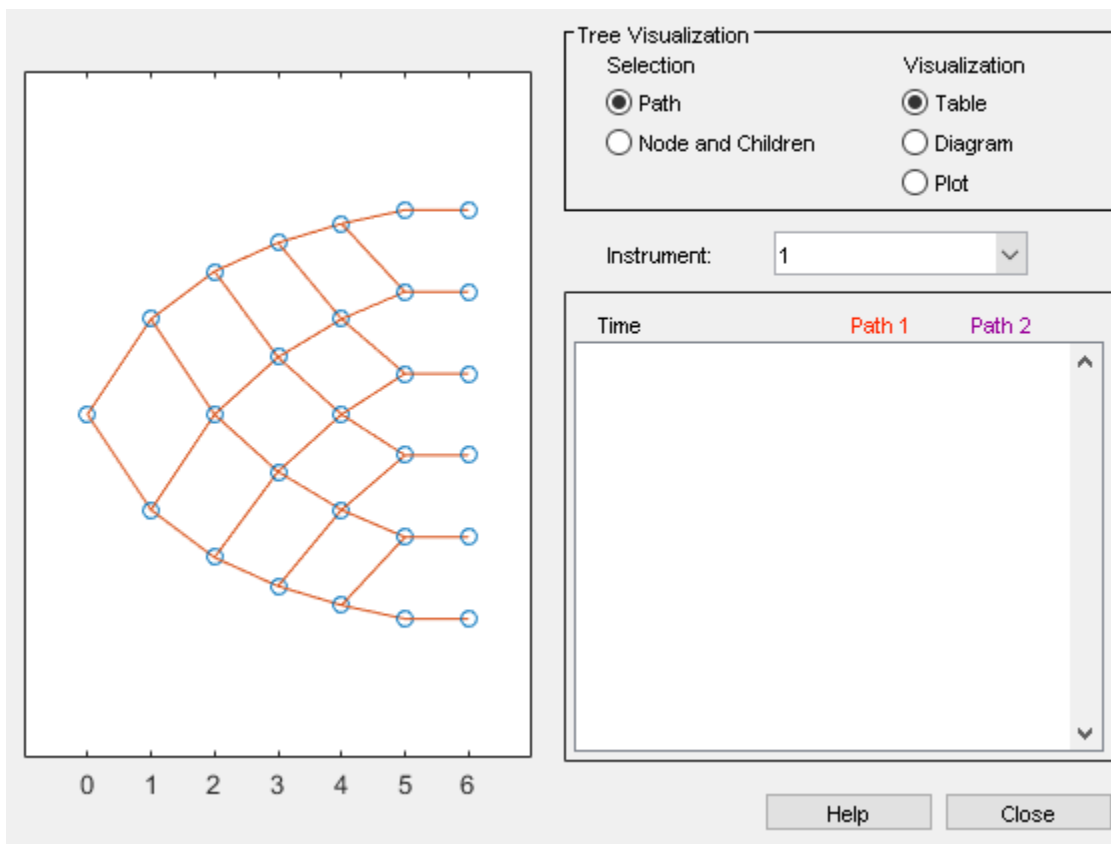 Tree Visualization
Selection
Visualization
Path
Table
Node and Children
Diagram
Plot
Instrument:
1
Time
Path 1
Path 2
0 1 2 3 4 5 6
Help
Close